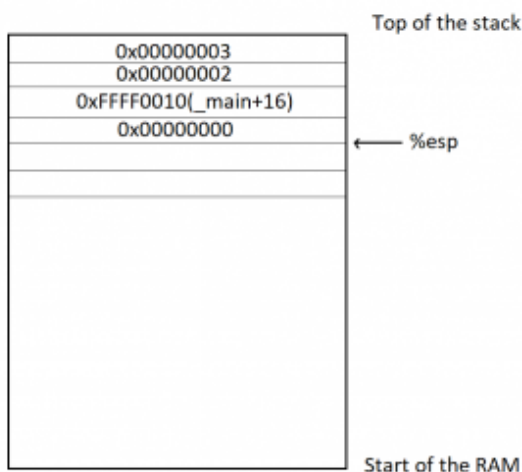 Top of the stack
0x00000003
0x00000002
0xFFFF0010(_main+16)
0x00000000
%esp
Start of the RAM